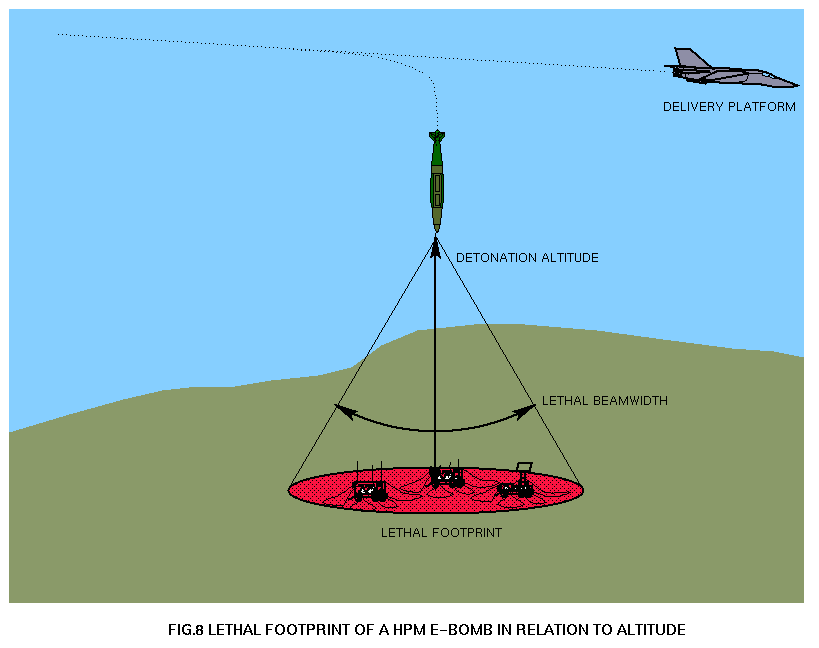 DELIVERY PLATFORM
DETONATION ALTITUDE
LETHAL BEAMWIDTH
LETHAL FOOTPRINT
FIG.8 LETHAL FOOTPRINT OF A HPM E-BOMB IN RELATION TO ALTITUDE